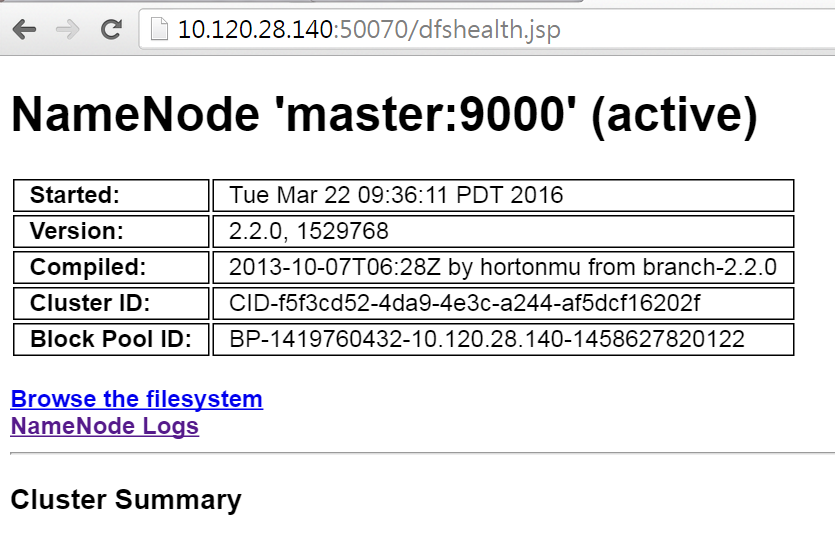 10.120.28.140:50070/dfshealth.jsp
NameNode 'master:9000' (active)
Started: Tue Mar 22 09:36:11 PDT 2016
Version: 2.2.0, 1529768
Compiled: 2013-10-07T06:28Z by hortonmu from branch-2.2.0
Cluster ID: CID-f5f3cd52-4da9-4e3c-a244-af5dcf16202f
Block Pool ID: BP-1419760432-10.120.28.140-1458627820122
Browse the filesystem
NameNode Logs
Cluster Summary